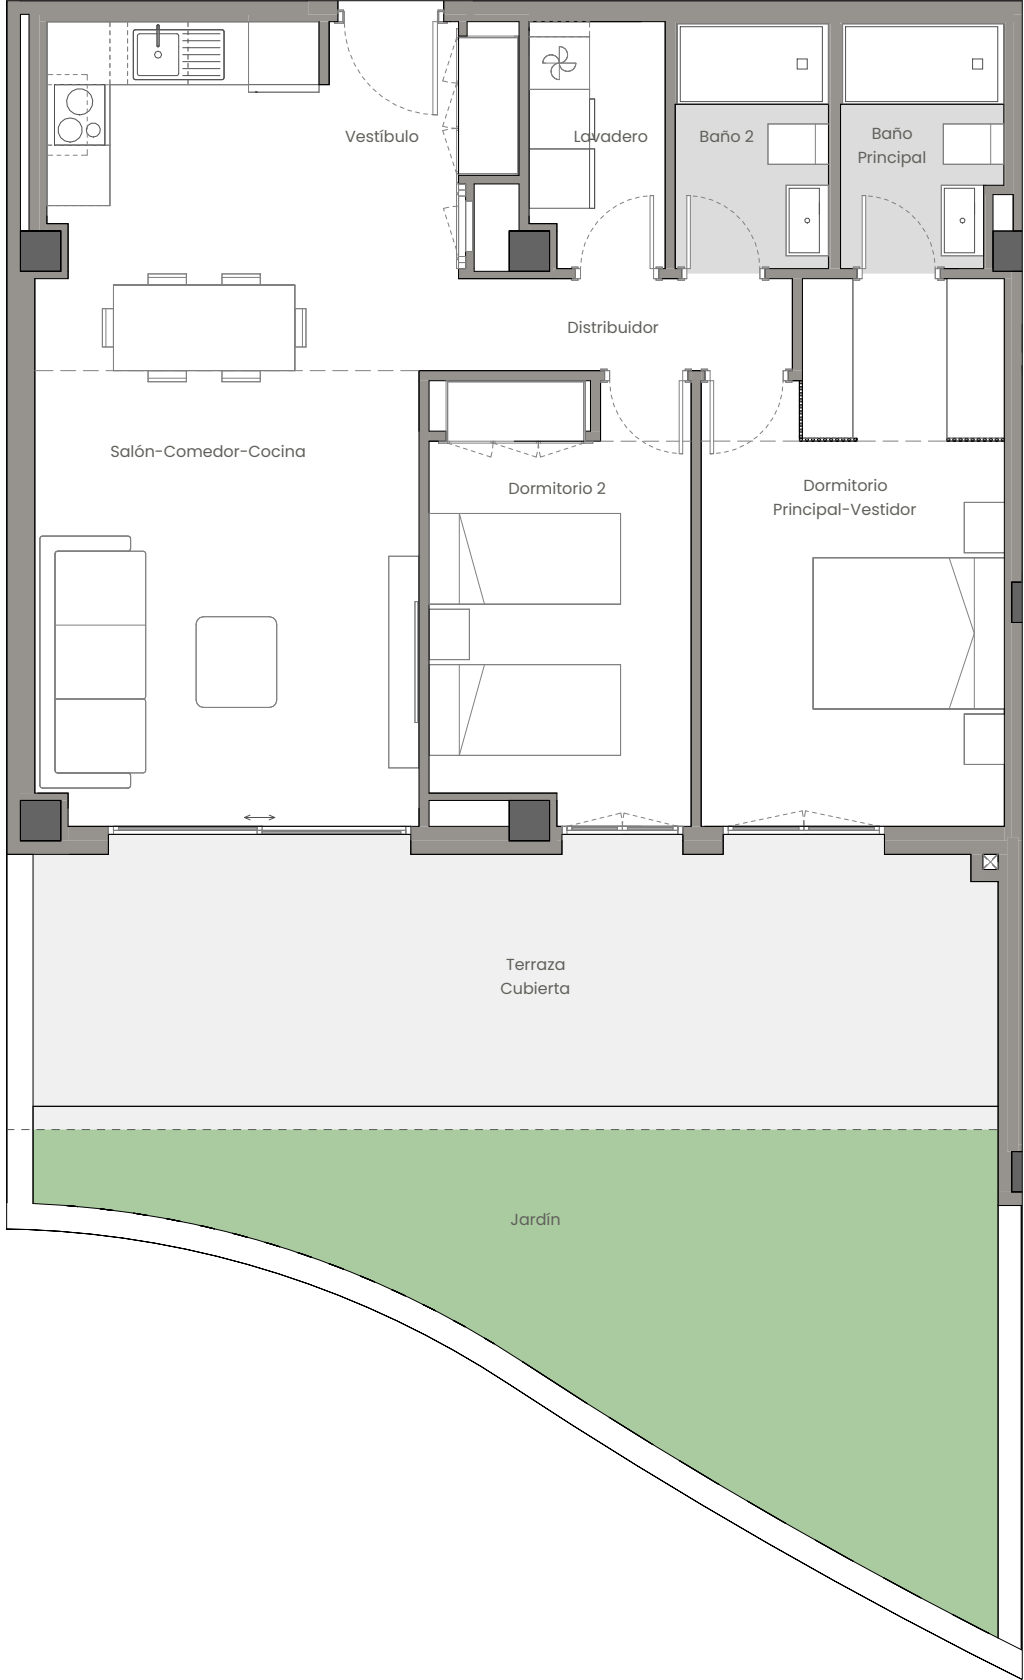 Vestíbulo
Lavadero
Baño 2
Baño
Principal
Distribuidor
Salón-Comedor-Cocina
Dormitorio 2
Dormitorio
Principal-Vestidor
Terraza
Cubierta
Jardín